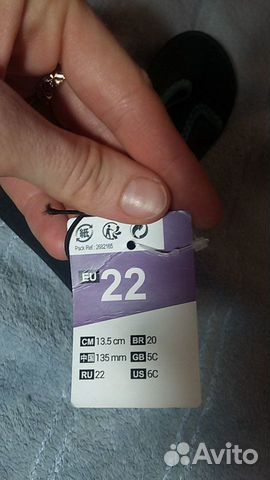 紙
Pack Ref : 2682165
EU 22
CM 13.5 cm BR 20
中国 135 mm GB 5C
RU 22 US 6C
Avito